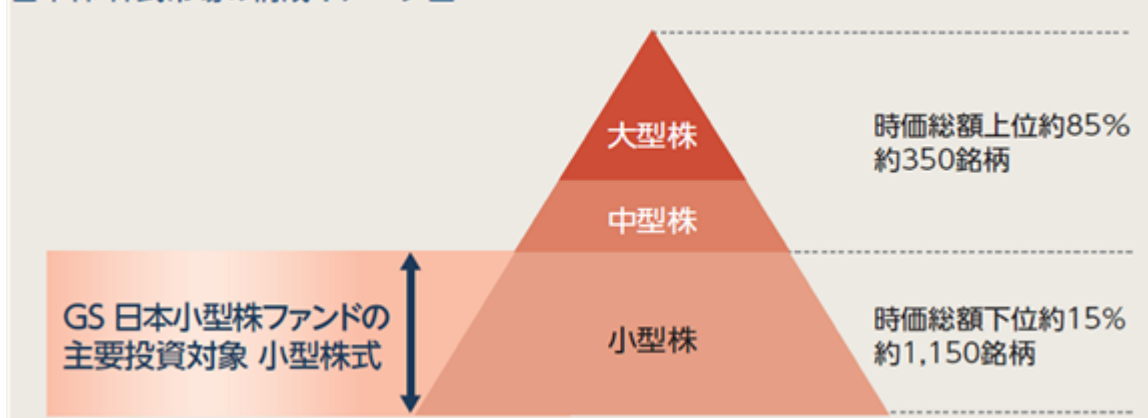 大型株
時価総額上位約85%
約350銘柄
中型株
GS 日本小型株ファンドの
主要投資対象 小型株式
小型株
時価総額下位約15%
約1,150銘柄